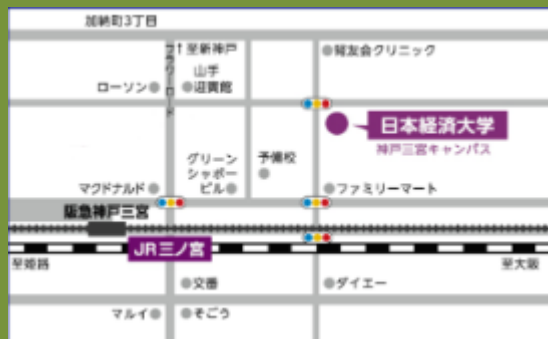 加納町3丁目
フラワーロード
↑至新神戸
腎友会クリニック
山手
迎賓館
ローソン
日本経済大学
神戸三宮キャンパス
グリーン
シャポー
ビル
予備校
マクドナルド
ファミリーマート
阪急神戸三宮
JR三ノ宮
至姫路
至大阪
交番
ダイエー
マルイ
そごう